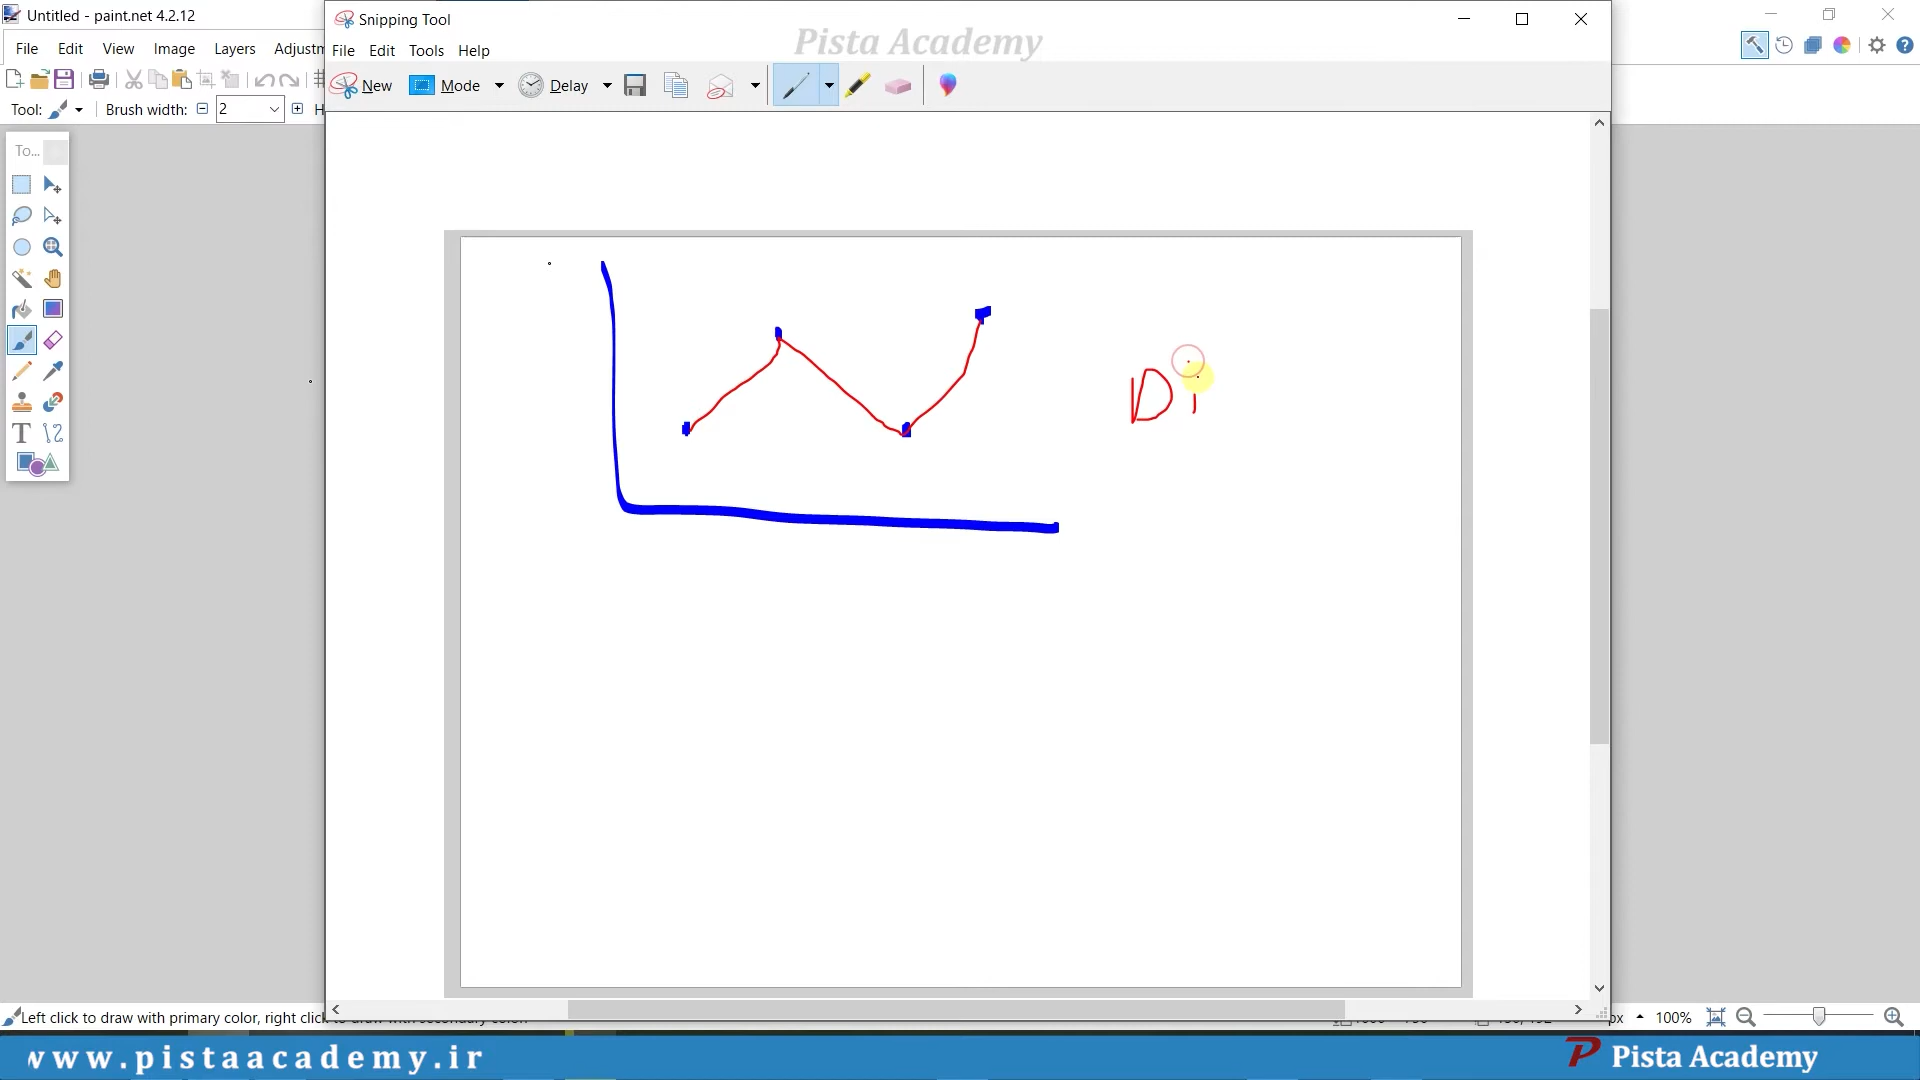 Untitled - paint.net 4.2.12
File Edit View Image Layers Adjustm
Tool: Brush width: 2 H
To...
Snipping Tool
Pista Academy
File Edit Tools Help
New Mode Delay
Di
Left click to draw with primary color, right click
px 100%
www.pistaacademy.ir
Pista Academy